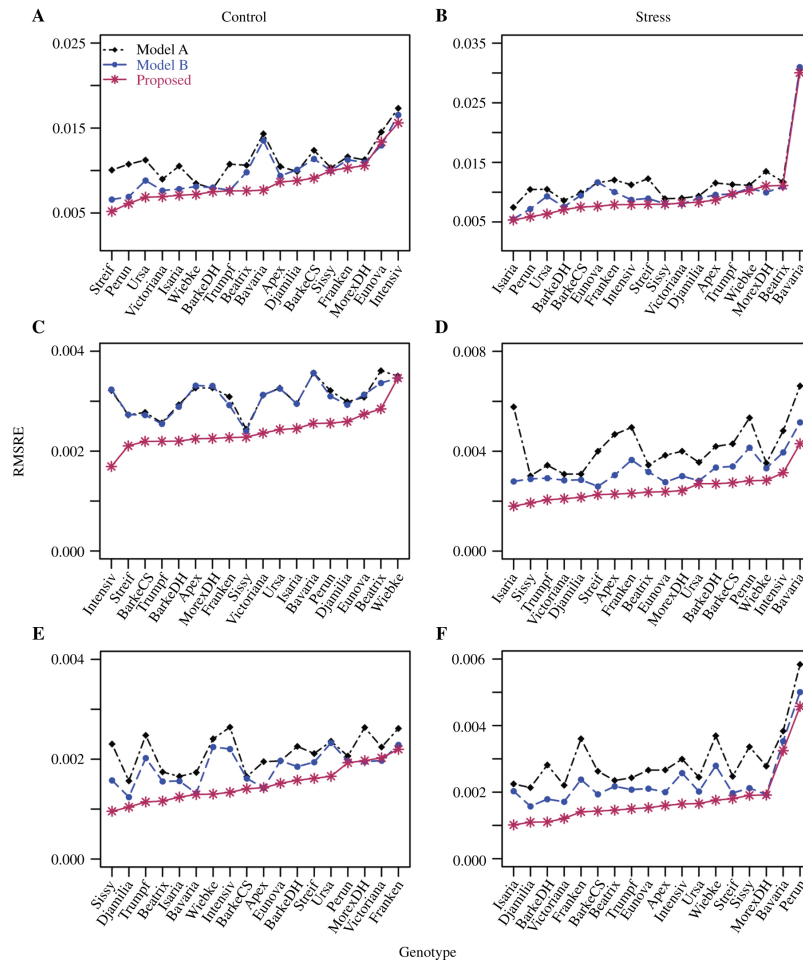 A
Control
B
Stress
0.025
0.015
0.005
Model A
Model B
Proposed
0.035
0.025
0.015
0.005
Streif
Perun
Ursa
Victoriana
Isaria
Wiebke
BarkeDH
Trumpf
Beatrix
Bavaria
Apex
Djamilia
BarkeCS
Sissy
Franken
MorexDH
Eunova
Intensiv
Isaria
Perun
Ursa
BarkeDH
BarkeCS
Eunova
Franken
Intensiv
Streif
Sissy
Victoriana
Djamilia
Apex
Trumpf
Wiebke
MorexDH
Beatrix
Bavaria
C
D
0.004
0.002
0.000
0.008
0.004
0.000
RMSRE
Intensiv
Streif
BarkeCS
Trumpf
BarkeDH
Apex
MorexDH
Franken
Sissy
Victoriana
Ursa
Isaria
Bavaria
Perun
Djamilia
Eunova
Beatrix
Wiebke
Isaria
Sissy
Trumpf
Victoriana
Djamilia
Streif
Apex
Franken
Beatrix
Eunova
MorexDH
Ursa
BarkeDH
BarkeCS
Perun
Wiebke
Intensiv
Bavaria
E
F
0.004
0.002
0.000
0.006
0.004
0.002
0.000
Sissy
Djamilia
Trumpf
Beatrix
Isaria
Bavaria
Wiebke
Intensiv
BarkeCS
Apex
Eunova
BarkeDH
Streif
Ursa
Perun
MorexDH
Victoriana
Franken
Isaria
Djamilia
BarkeDH
Victoriana
Franken
BarkeCS
Beatrix
Trumpf
Eunova
Apex
Intensiv
Ursa
Wiebke
Streif
Sissy
MorexDH
Bavaria
Perun
Genotype